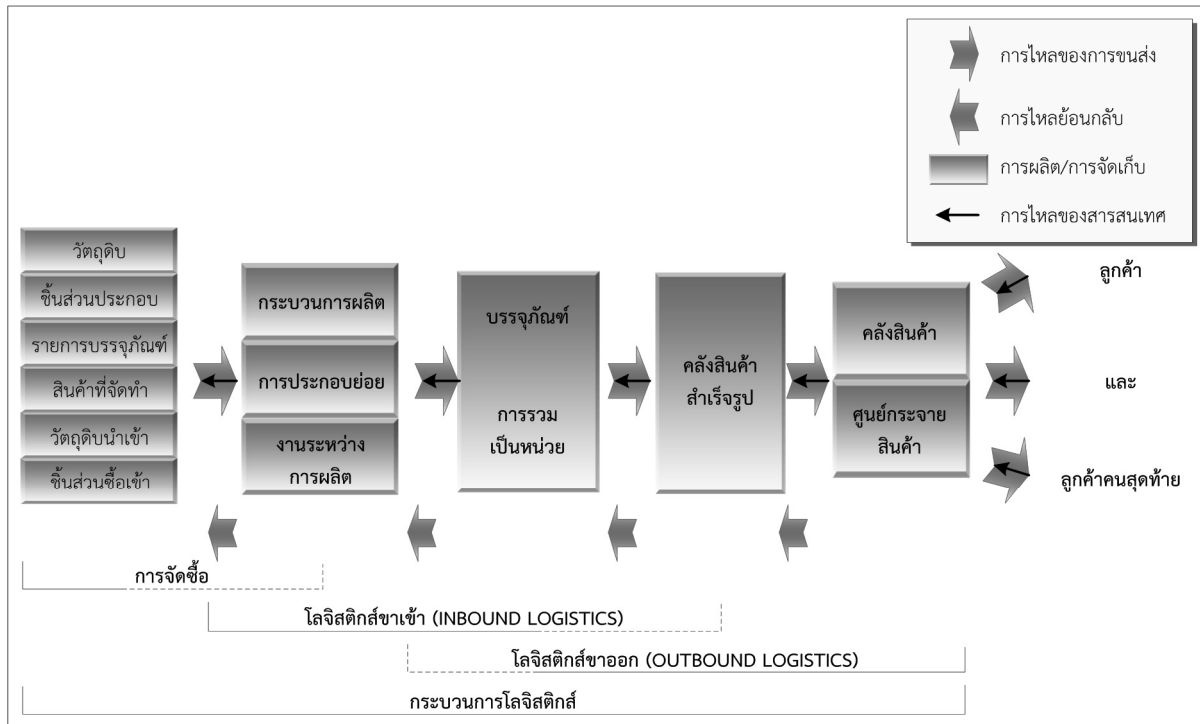 การไหลของการขนส่ง
การไหลย้อนกลับ
การผลิต/การจัดเก็บ
การไหลของสารสนเทศ
วัตถุดิบ
ชิ้นส่วนประกอบ
รายการบรรจุภัณฑ์
สินค้าที่จัดทำ
วัตถุดิบนำเข้า
ชิ้นส่วนซื้อเข้า
กระบวนการผลิต
การประกอบย่อย
งานระหว่าง
การผลิต
บรรจุภัณฑ์
การรวม
เป็นหน่วย
คลังสินค้า
สำเร็จรูป
คลังสินค้า
ศูนย์กระจาย
สินค้า
ลูกค้า
และ
ลูกค้าคนสุดท้าย
การจัดซื้อ
โลจิสติกส์ขาเข้า (INBOUND LOGISTICS)
โลจิสติกส์ขาออก (OUTBOUND LOGISTICS)
กระบวนการโลจิสติกส์